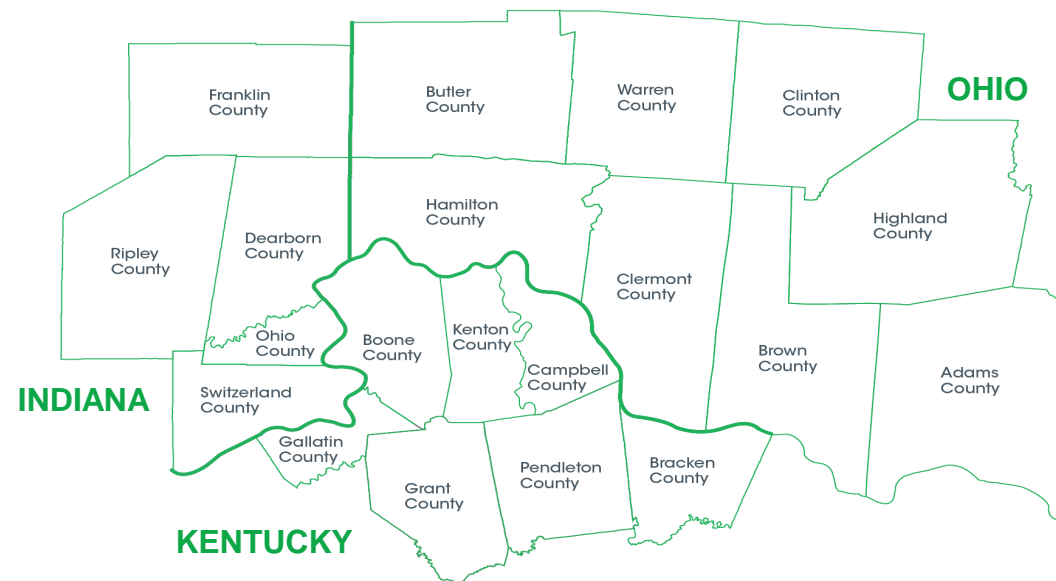 Franklin
County
Butler
County
Warren
County
Clinton
County
OHIO
Ripley
County
Dearborn
County
Hamilton
County
Highland
County
Clermont
County
Ohio
County
Boone
County
Kenton
County
Campbell
County
Brown
County
Adams
County
INDIANA
Switzerland
County
Gallatin
County
Grant
County
Pendleton
County
Bracken
County
KENTUCKY